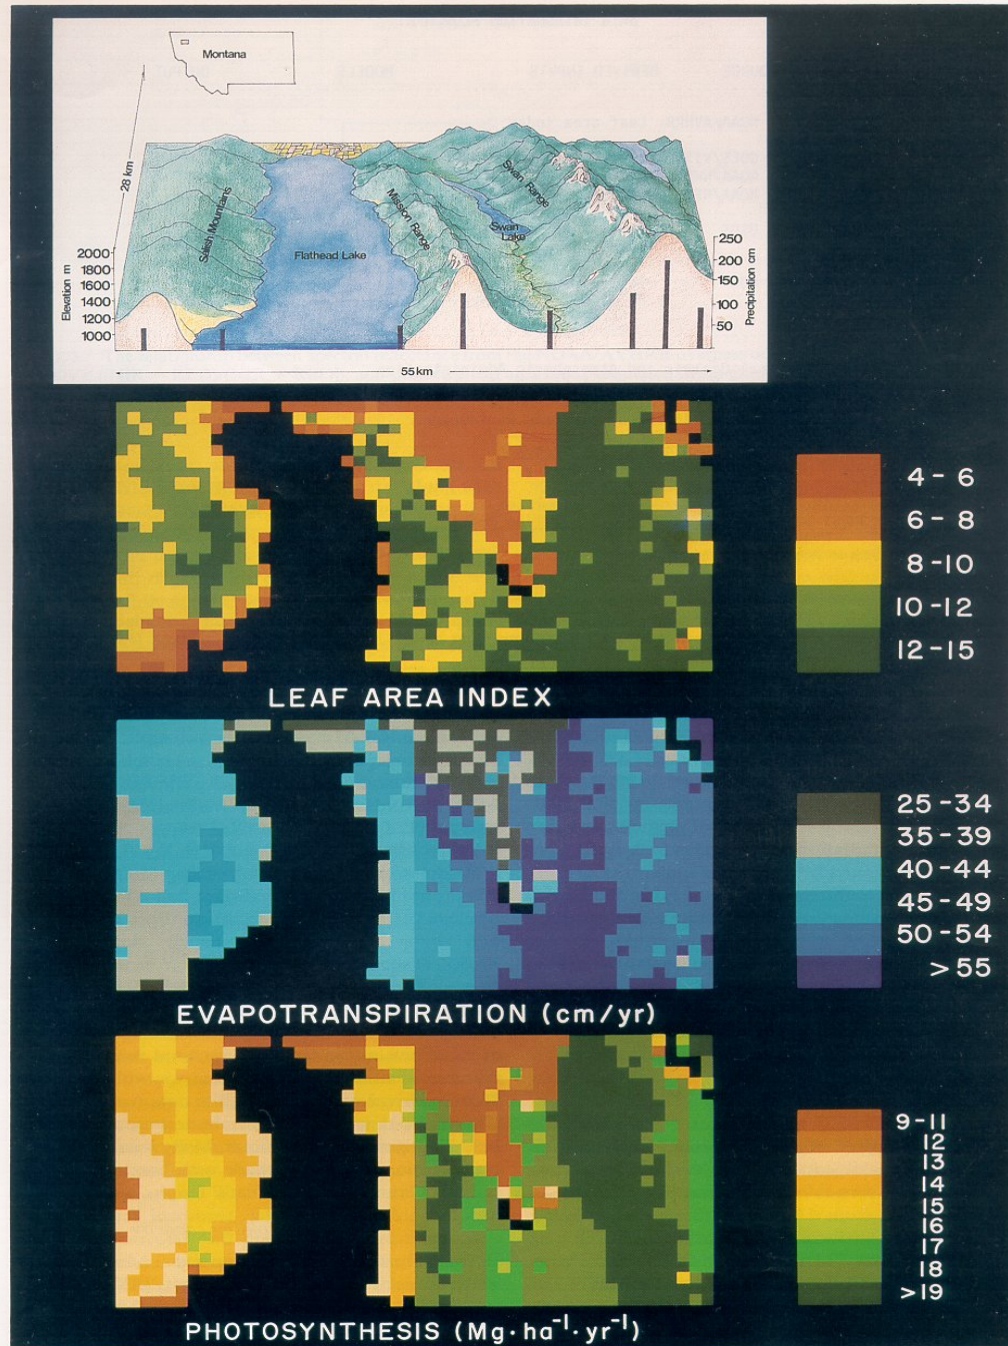 Montana
28 km
Salish Mountains
Flathead Lake
Mission Range
Swan Lake
Swan Range
Elevation m
2000
1800
1600
1400
1200
1000
250
200
150
100
50
Precipitation cm
55km
4 - 6
6 - 8
8 - 10
10 - 12
12 - 15
LEAF AREA INDEX
25 - 34
35 - 39
40 - 44
45 - 49
50 - 54
> 55
EVAPOTRANSPIRATION (cm/yr)
9 - 11
12
13
14
15
16
17
18
>19
PHOTOSYNTHESIS (Mg·ha⁻¹·yr⁻¹)